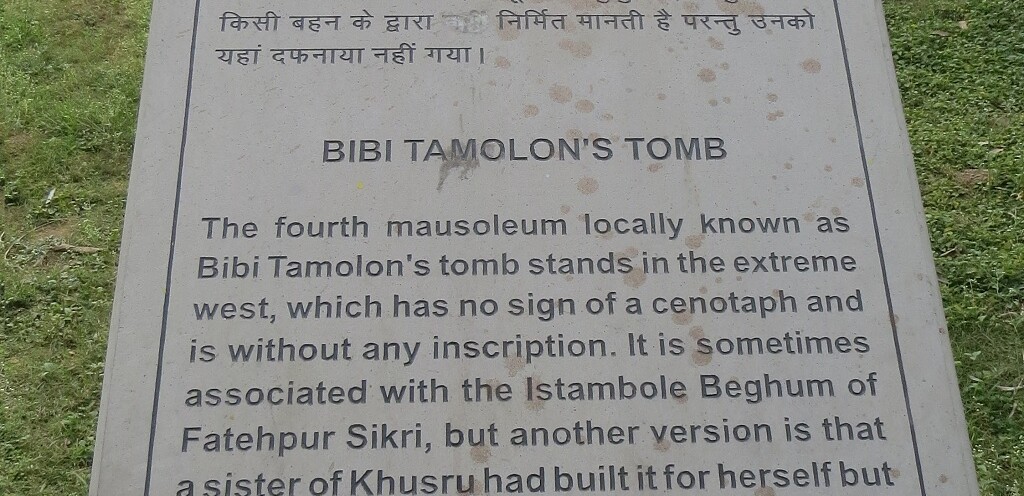 किसी बहन के द्वारा निर्मित मानती है परन्तु उनको
यहां दफनाया नहीं गया।
BIBI TAMOLON'S TOMB
The fourth mausoleum locally known as
Bibi Tamolon's tomb stands in the extreme
west, which has no sign of a cenotaph and
is without any inscription. It is sometimes
associated with the Istambole Beghum of
Fatehpur Sikri, but another version is that
a sister of Khusru had built it for herself but